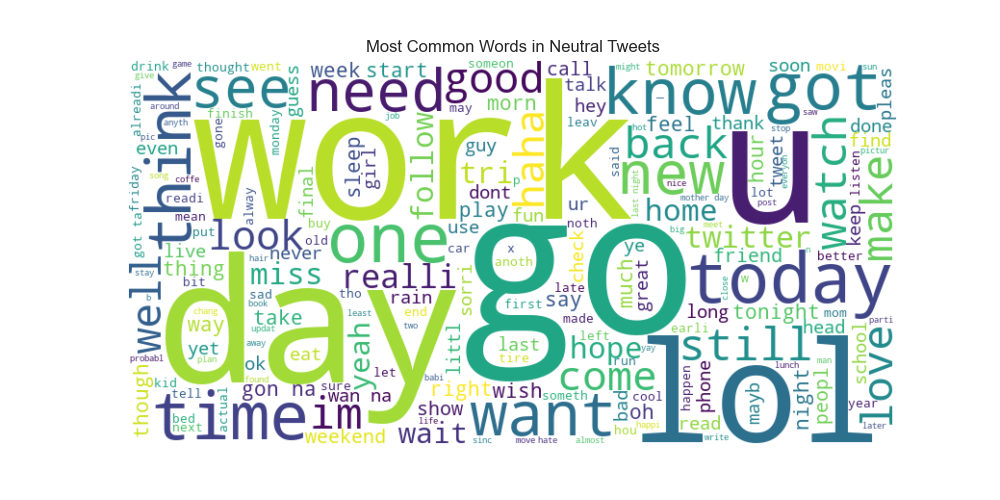 Most Common Words in Neutral Tweets
drink
give
game
thought
went
week
start
someon
call
might
tomorrow
movi
soon
sun
pleas
alreadi
think
see
guess
need
good
talk
know
got
around
finish
monday
may
morn
hey
leav
feel
thank
saw
done
even
anyth
pic
gone
work
job
haha
hot
back
hour
tweet
stop
find
friday
song
coffe
sleep
girl
final
follow
guy
tri
p
said
new
lot
pictur
everyon
u
watch
make
listen
keep
well
readi
mean
alway
buy
dont
play
fun
ur
last night
nice
mother day
post
got ta
put
look
old
never
one
use
noth
home
big
meet
twitter
n
better
live
thing
hair
miss
realli
car
x
anoth
check
ye
friend
today
stay
bit
sad
tho
rain
sorri
go
late
say
much
great
w
close
b
chang
way
book
take
day
end
first
made
long
tonight
mom
parti
updat
least
two
yeah
littl
last
left
earli
head
probabl
plan
yet
away
ok
eat
tire
hope
run
yay
still
lunch
man
school
love
though
kid
tell
found
gon na
sure
let
wan na
babi
right
wish
someth
come
cool
bad
happen
phone
mayb
night
peopl
year
time
actual
im
show
want
oh
happi
lol
read
bed
next
weekend
life
wait
sinc
move
hate
almost
hou
write
later